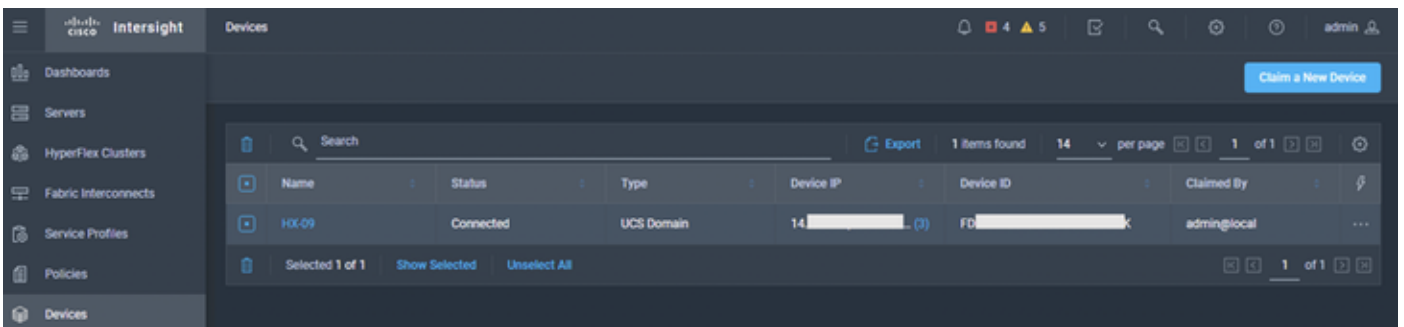 CISCO Intersight Devices 4 5 admin
Dashboards
Claim a New Device
Servers
Search Export 1 items found 14 per page 1 of 1
HyperFlex Clusters
Name Status Type Device IP Device ID Claimed By
Fabric Interconnects
HX-09 Connected UCS Domain 14. ... (3) FD K admin@local
Service Profiles
Selected 1 of 1 Show Selected Unselect All 1 of 1
Policies
Devices